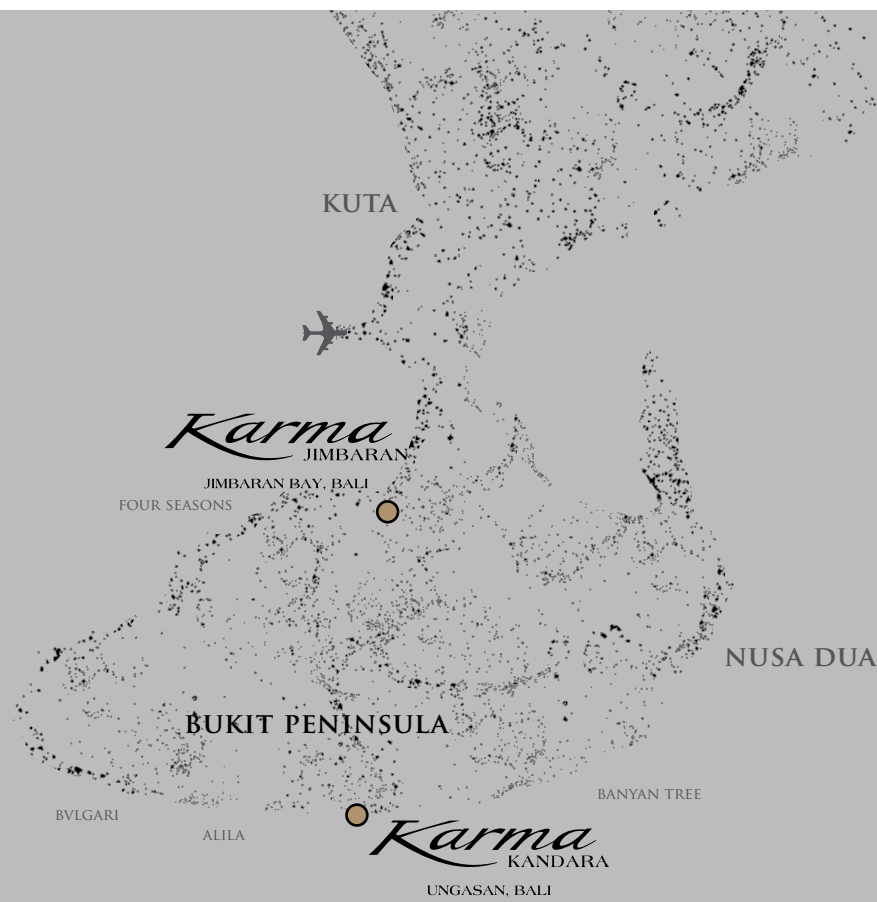 KUTA
Karma
JIMBARAN
JIMBARAN BAY, BALI
FOUR SEASONS
NUSA DUA
BUKIT PENINSULA
BANYAN TREE
BVLGARI
ALILA
Karma
KANDARA
UNGASAN, BALI